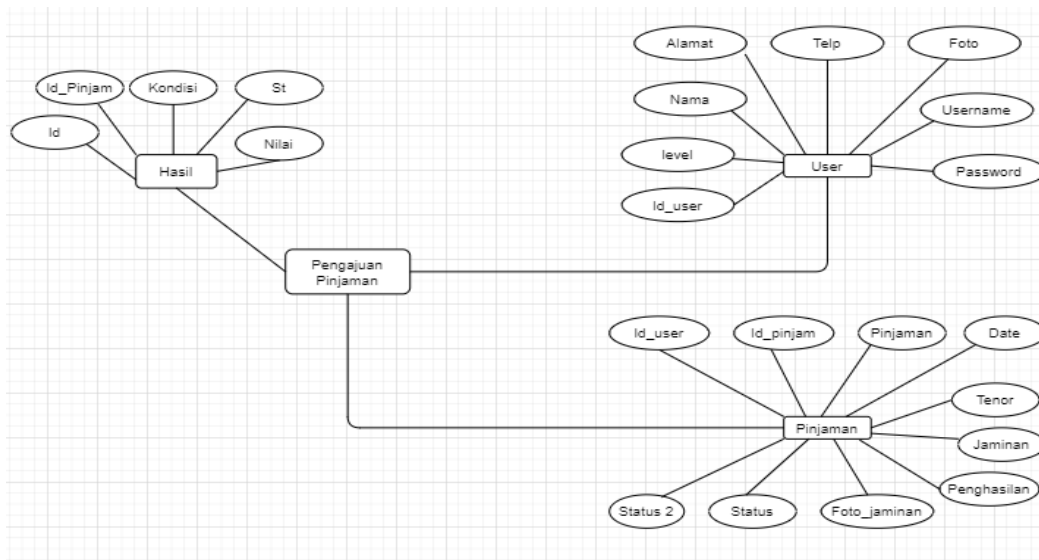 Alamat
Telp
Foto
Id_Pinjam
Kondisi
St
Nama
Username
Id
Nilai
level
Hasil
User
Password
Id_user
Pengajuan
Pinjaman
Id_user
Id_pinjam
Pinjaman
Date
Tenor
Pinjaman
Jaminan
Penghasilan
Status 2
Status
Foto_jaminan